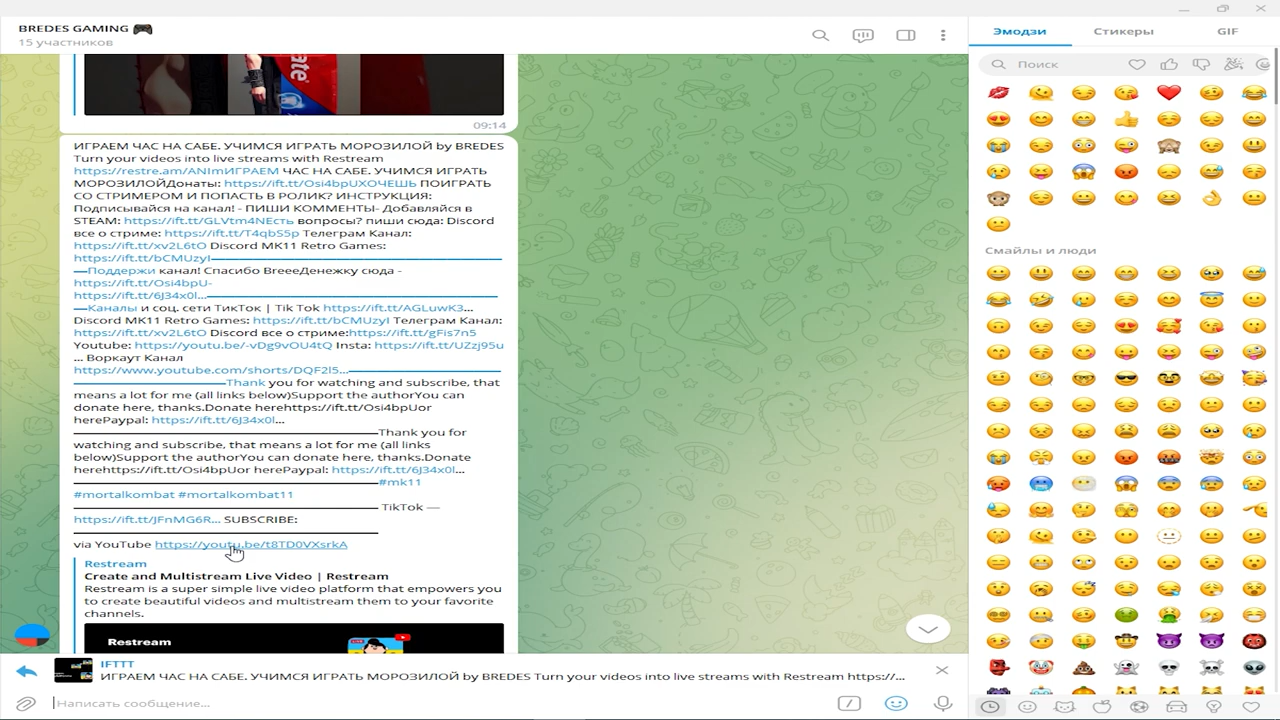 BREDES GAMING 🎮
15 участников
ate
09:14
ИГРАЕМ ЧАС НА САБЕ. УЧИМСЯ ИГРАТЬ МОРОЗИЛОЙ by BREDES
Turn your videos into live streams with Restream
https://restre.am/ANImИГРАЕМ ЧАС НА САБЕ. УЧИМСЯ ИГРАТЬ
МОРОЗИЛОЙДонаты: https://ift.tt/Osi4bpUХОЧЕШЬ ПОИГРАТЬ
СО СТРИМЕРОМ И ПОПАСТЬ В РОЛИК? ИНСТРУКЦИЯ:
Подписывайся на канал! - ПИШИ КОММЕНТЫ- Добавляйся в
STEAM: https://ift.tt/GLVtm4NЕсть вопросы? пиши сюда: Discord
все о стриме: https://ift.tt/T4qbS5p Телеграм Канал:
https://ift.tt/xv2L6tO Discord MK11 Retro Games:
https://ift.tt/bCMUzyI————————————————————————
—Поддержи канал! Спасибо BreeeДенежку сюда -
https://ift.tt/Osi4bpU-
https://ift.tt/6J34x0l...————————————————————————
—Каналы и соц. сети ТикТок | Tik Tok https://ift.tt/AGLuwK3...
Discord MK11 Retro Games: https://ift.tt/bCMUzyI Телеграм Канал:
https://ift.tt/xv2L6tO Discord все о стриме:https://ift.tt/gFis7n5
Youtube: https://youtu.be/-vDg9vOU4tQ Insta: https://ift.tt/UZzj95u
... Воркаут Канал
https://www.youtube.com/shorts/DQF2l5...————————————
————————————Thank you for watching and subscribe, that
means a lot for me (all links below)Support the authorYou can
donate here, thanks.Donate herehttps://ift.tt/Osi4bpUor
herePaypal: https://ift.tt/6J34x0l...
————————————————————————Thank you for
watching and subscribe, that means a lot for me (all links
below)Support the authorYou can donate here, thanks.Donate
herehttps://ift.tt/Osi4bpUor herePaypal: https://ift.tt/6J34x0l...
————————————————————————#mk11
#mortalkombat #mortalkombat11
———————————————————————— TikTok —
https://ift.tt/JFnMG6R... SUBSCRIBE:
————————————————————————
via YouTube https://youtu.be/t8TD0VXsrkA
Restream
Create and Multistream Live Video | Restream
Restream is a super simple live video platform that empowers you
to create beautiful videos and multistream them to your favorite
channels.
Restream
IFTTT
ИГРАЕМ ЧАС НА САБЕ. УЧИМСЯ ИГРАТЬ МОРОЗИЛОЙ by BREDES Turn your videos into live streams with Restream https://...
Написать сообщение...
Эмодзи
Стикеры
GIF
Поиск
Смайлы и люди